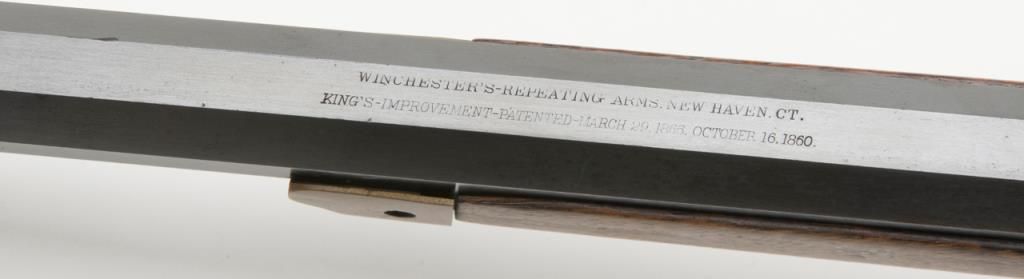 WINCHESTER'S-REPEATING ARMS. NEW HAVEN. CT.
KING'S-IMPROVEMENT-PATENTED-MARCH 29, 1866. OCTOBER 16, 1860.